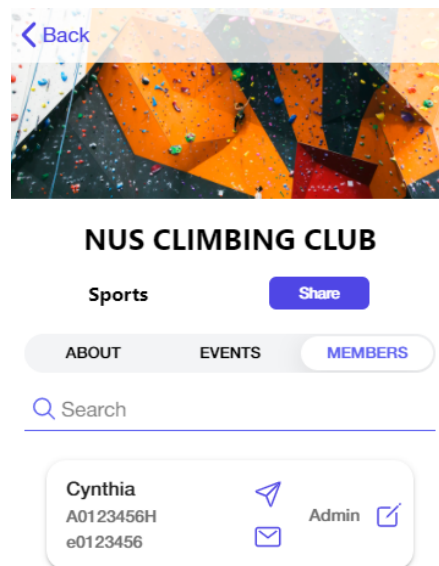 Back
NUS CLIMBING CLUB
Sports Share
ABOUT EVENTS MEMBERS
Search
Cynthia
A0123456H
e0123456
Admin